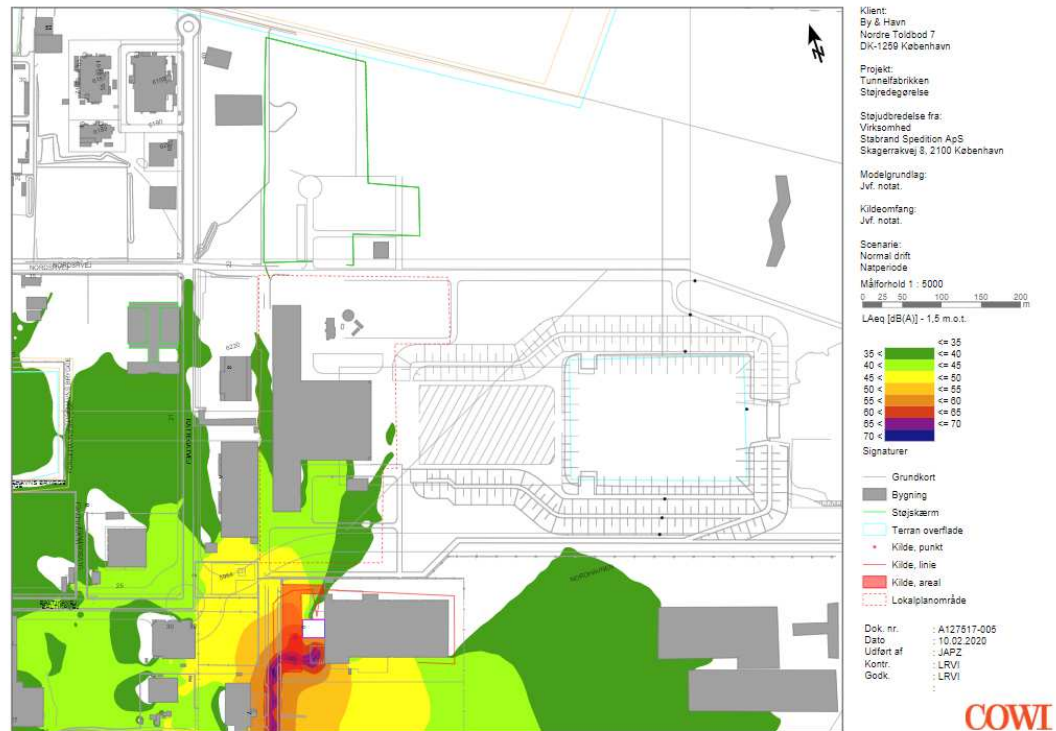 Klient:
By & Havn
Nordre Toldbod 7
DK-1259 København
Projekt:
Tunnelfabrikken
Støjredegørelse
Støjudbredelse fra:
Virksomhed
Stabrand Spedition ApS
Skagerrakvej 8, 2100 København
Modelgrundlag:
Jvf. notat.
Kildeomfang:
Jvf. notat.
Scenarie:
Normal drift
Natperiode
Målforhold 1 : 5000
0 25 50 100 150 200
m
LAeq [dB(A)] - 1,5 m.o.t.
<= 35
35 < <= 40
40 < <= 45
45 < <= 50
50 < <= 55
55 < <= 60
60 < <= 65
65 < <= 70
70 <
Signaturer
Grundkort
Bygning
Støjskærm
Terran overflade
Kilde, punkt
Kilde, linie
Kilde, areal
Lokalplanområde
Dok. nr. : A127517-005
Dato : 10.02.2020
Udført af : JAPZ
Kontr. : LRVI
Godk. : LRVI
:
COWI